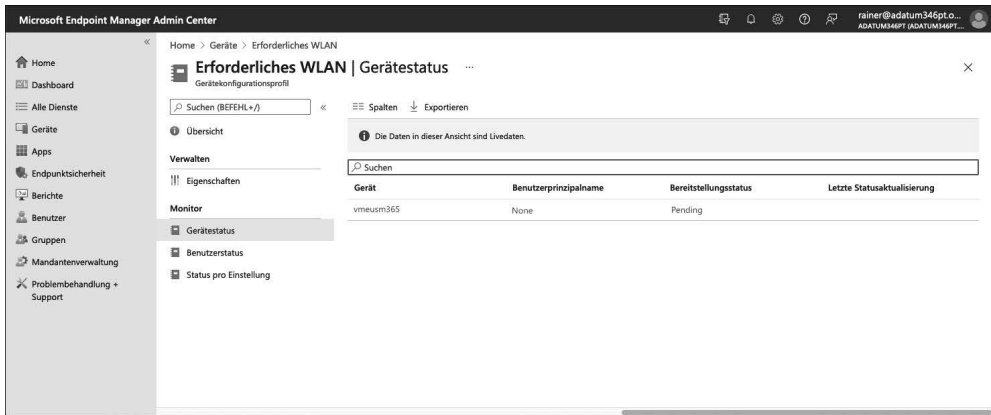 Microsoft Endpoint Manager Admin Center
rainer@adatum346pt.o...
ADATUM346PT (ADATUM346PT....
Home
Dashboard
Alle Dienste
Geräte
Apps
Endpunktsicherheit
Berichte
Benutzer
Gruppen
Mandantenverwaltung
Problembehandlung +
Support
Home > Geräte > Erforderliches WLAN
Erforderliches WLAN | Gerätestatus ...
Gerätekonfigurationsprofil
Suchen (BEFEHL+/)
Übersicht
Verwalten
Eigenschaften
Monitor
Gerätestatus
Benutzerstatus
Status pro Einstellung
Spalten Exportieren
Die Daten in dieser Ansicht sind Livedaten.
Suchen
Gerät Benutzerprinzipalname Bereitstellungsstatus Letzte Statusaktualisierung
vmeusm365 None Pending